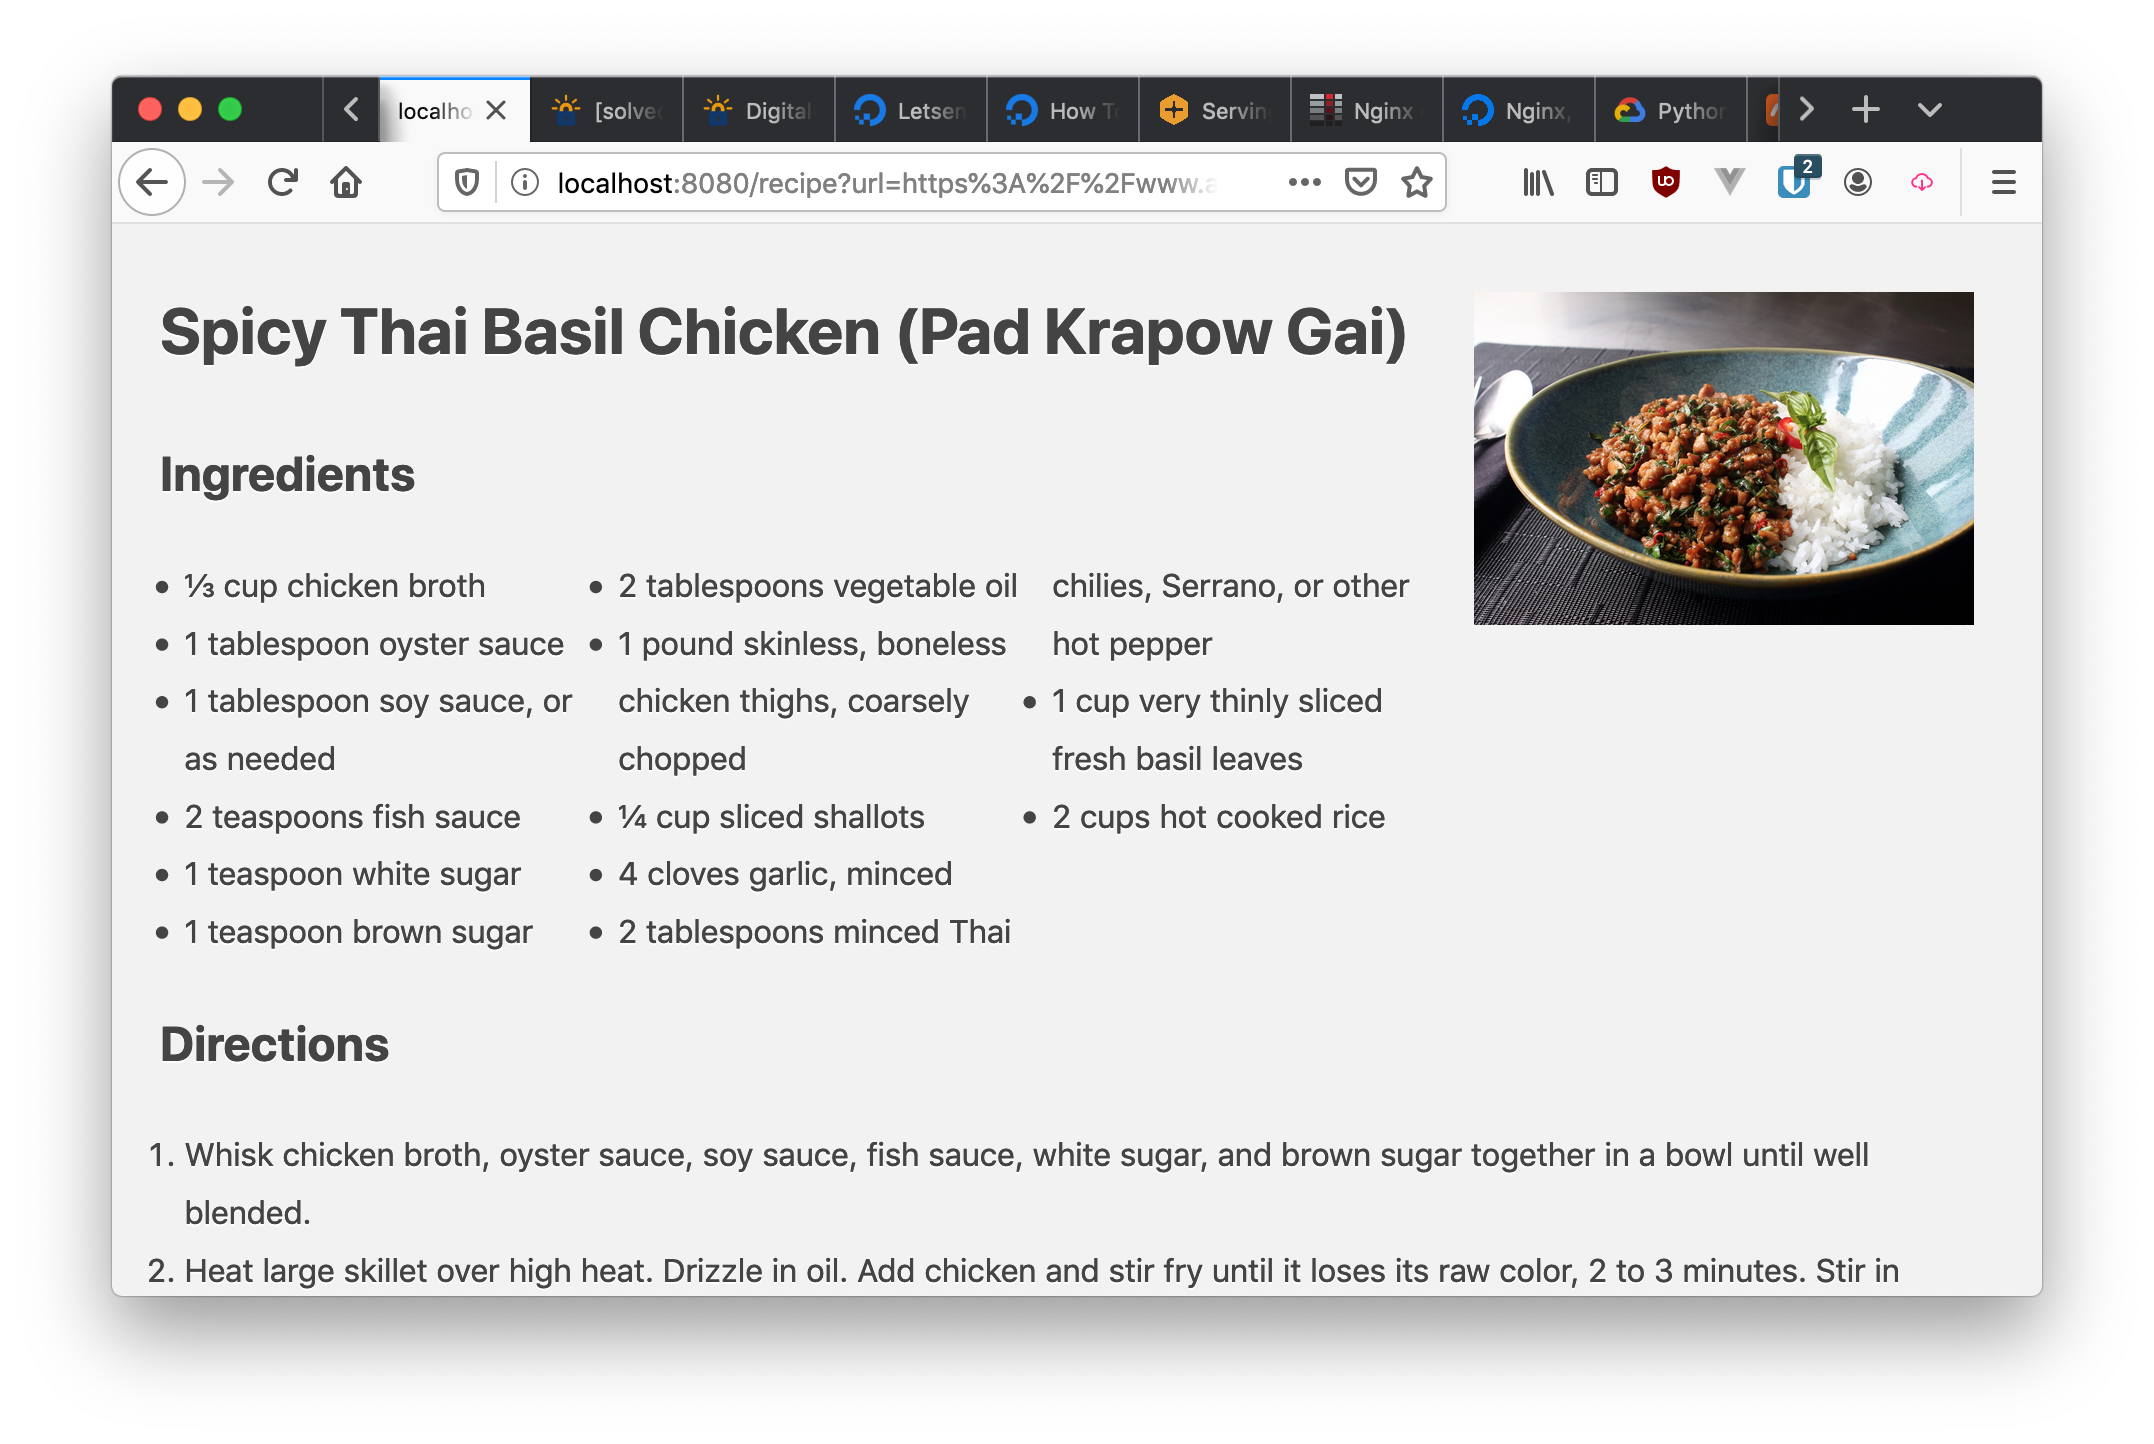 localho
[solve
Digital
Letsen
How T
Servin
Nginx
Nginx,
Python
localhost:8080/recipe?url=https%3A%2F%2Fwww.a
2
Spicy Thai Basil Chicken (Pad Krapow Gai)
Ingredients
⅓ cup chicken broth
1 tablespoon oyster sauce
1 tablespoon soy sauce, or
as needed
2 teaspoons fish sauce
1 teaspoon white sugar
1 teaspoon brown sugar
2 tablespoons vegetable oil
1 pound skinless, boneless
chicken thighs, coarsely
chopped
¼ cup sliced shallots
4 cloves garlic, minced
2 tablespoons minced Thai
chilies, Serrano, or other
hot pepper
1 cup very thinly sliced
fresh basil leaves
2 cups hot cooked rice
Directions
1. Whisk chicken broth, oyster sauce, soy sauce, fish sauce, white sugar, and brown sugar together in a bowl until well
blended.
2. Heat large skillet over high heat. Drizzle in oil. Add chicken and stir fry until it loses its raw color, 2 to 3 minutes. Stir in